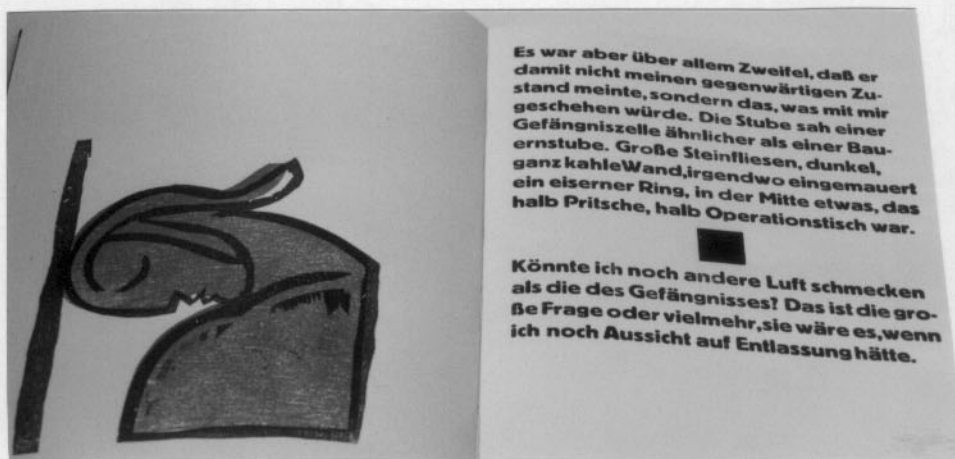 Es war aber über allem Zweifel, daß er
damit nicht meinen gegenwärtigen Zu-
stand meinte, sondern das, was mit mir
geschehen würde. Die Stube sah einer
Gefängniszelle ähnlicher als einer Bau-
ernstube. Große Steinfliesen, dunkel,
ganz kahle Wand, irgendwo eingemauert
ein eiserner Ring, in der Mitte etwas, das
halb Pritsche, halb Operationstisch war.
Könnte ich noch andere Luft schmecken
als die des Gefängnisses? Das ist die gro-
ße Frage oder vielmehr, sie wäre es, wenn
ich noch Aussicht auf Entlassung hätte.